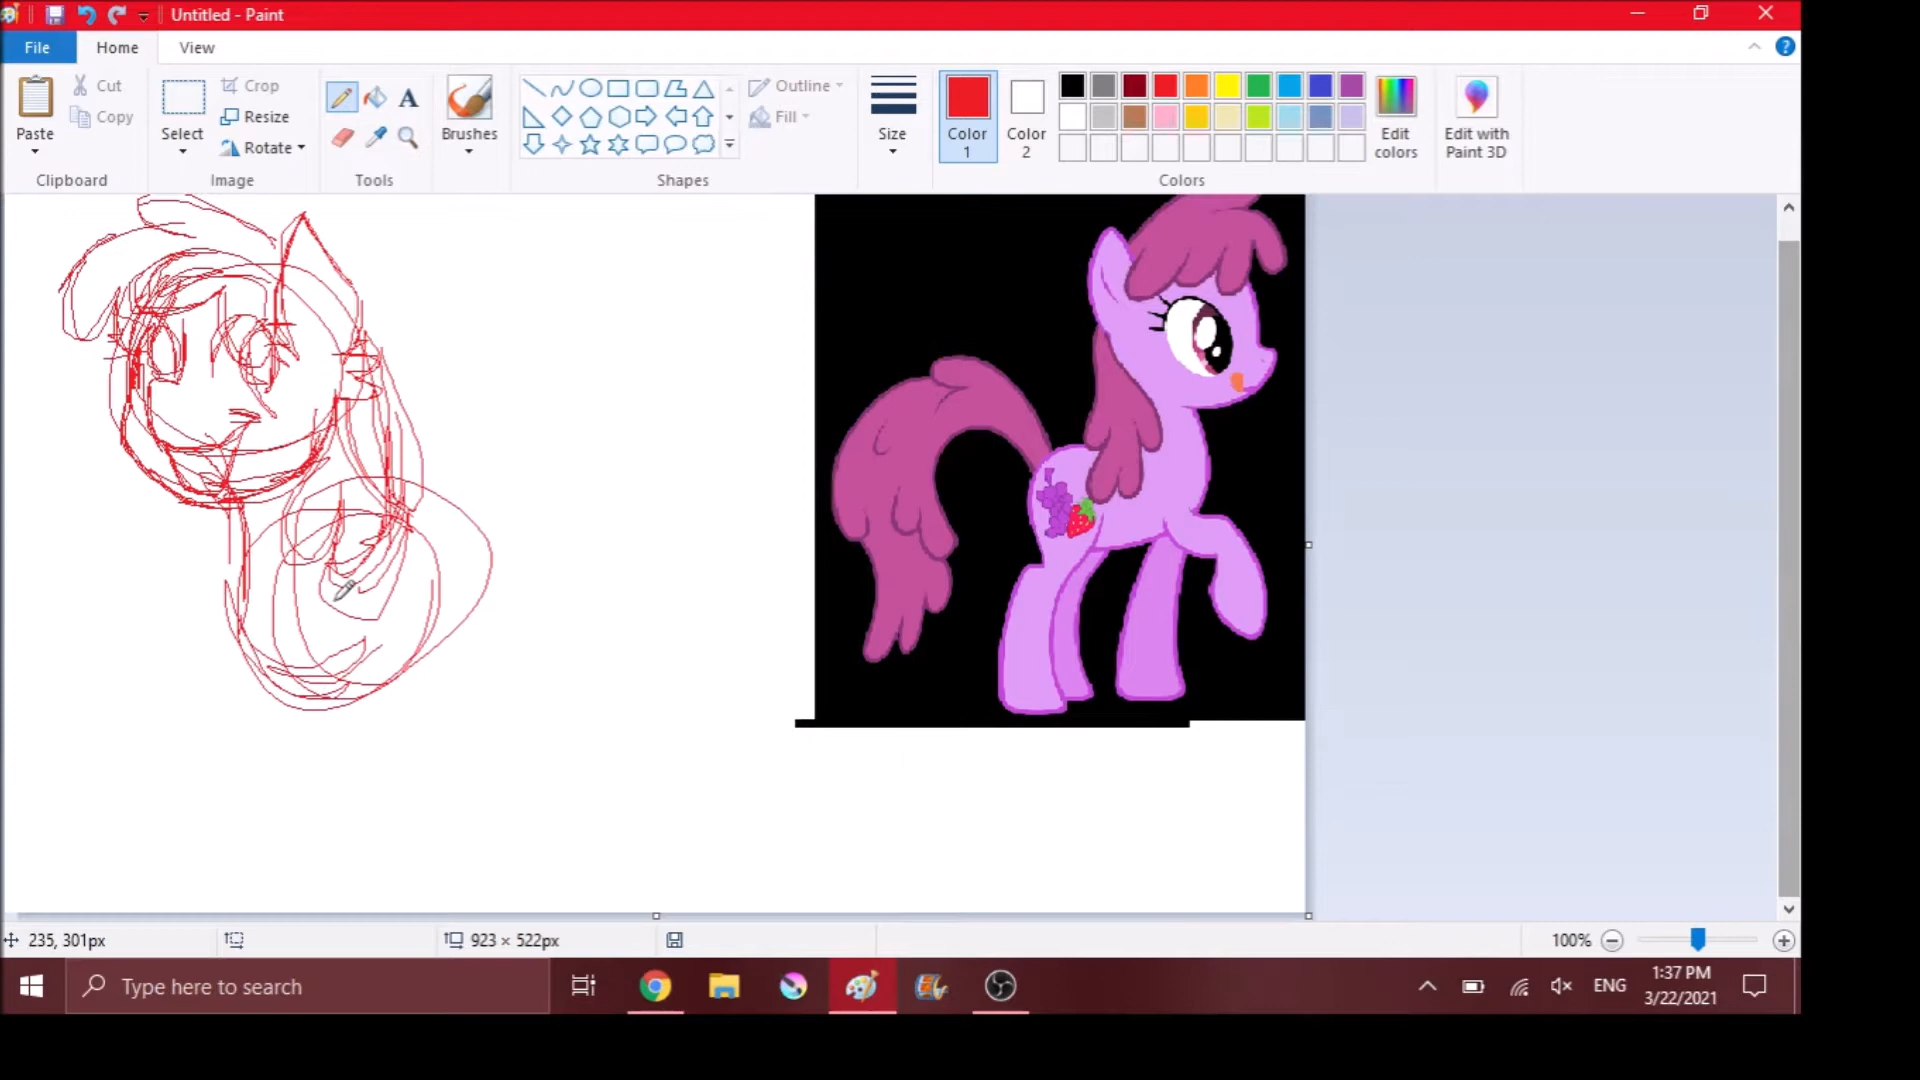 Untitled - Paint
File Home View
Paste
Cut
Copy
Clipboard
Select
Crop
Resize
Rotate
Image
Tools
Brushes
Shapes
Outline
Fill
Size
Color 1
Color 2
Colors
Edit colors
Edit with Paint 3D
235, 301px
923 × 522px
100%
Type here to search
ENG
1:37 PM
3/22/2021